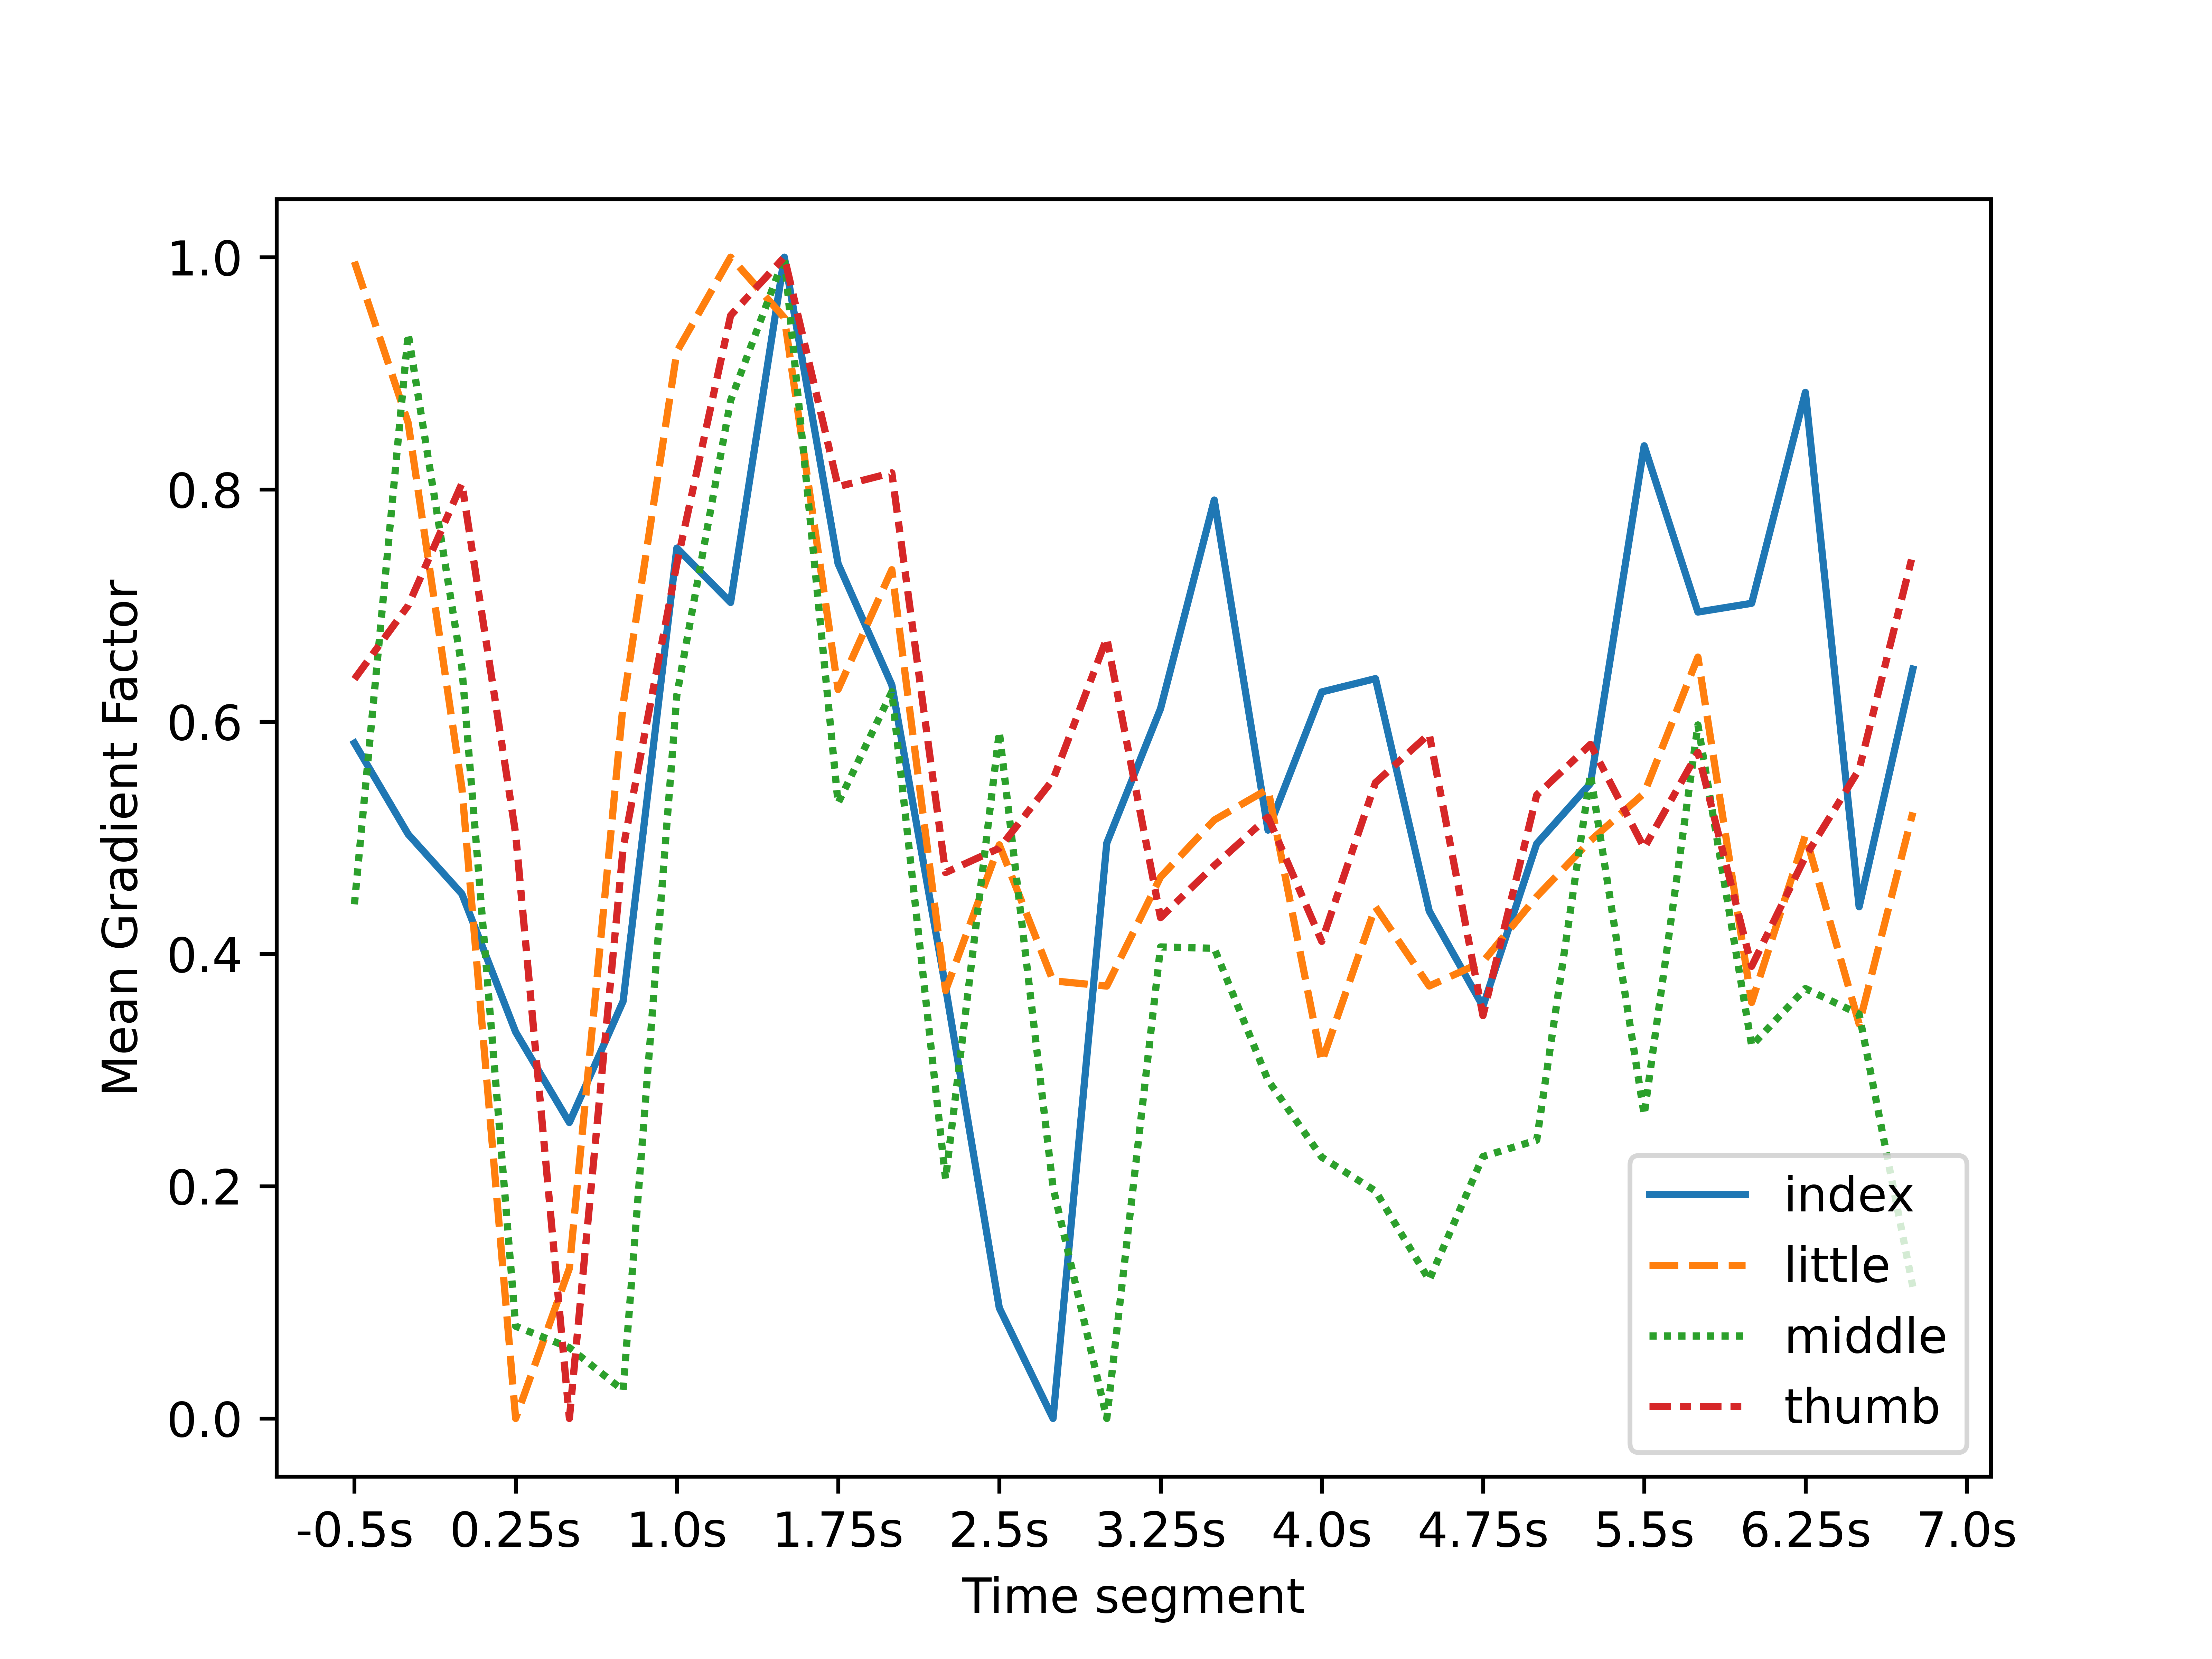 Mean Gradient Factor
1.0
0.8
0.6
0.4
0.2
0.0
index
little
middle
thumb
-0.5s 0.25s 1.0s 1.75s 2.5s 3.25s 4.0s 4.75s 5.5s 6.25s 7.0s
Time segment